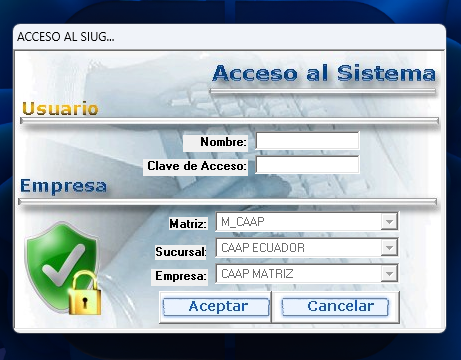 ACCESO AL SIUG...
Acceso al Sistema
Usuario
Nombre:
Clave de Acceso:
Empresa
Matriz: M_CAAP
Sucursal: CAAP ECUADOR
Empresa: CAAP MATRIZ
Aceptar Cancelar